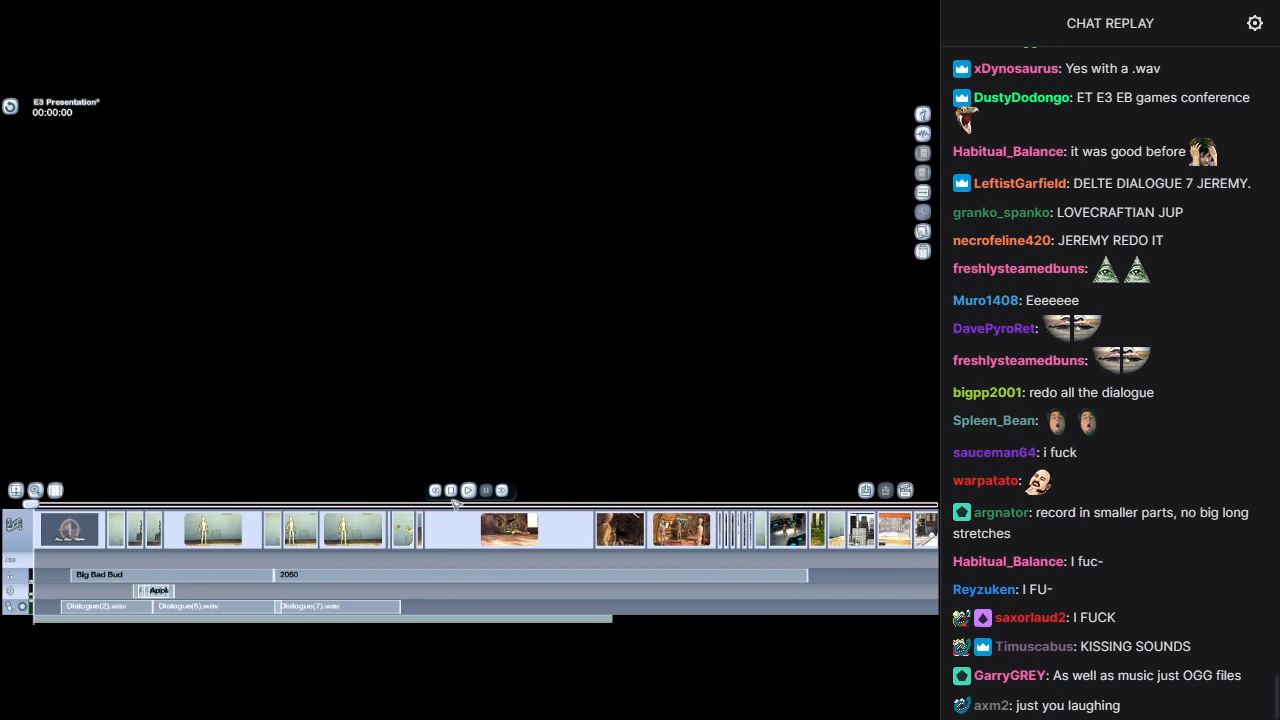 CHAT REPLAY
xDynosaurus: Yes with a .wav
DustyDodongo: ET E3 EB games conference
Habitual_Balance: it was good before
LeftistGarfield: DELTE DIALOGUE 7 JEREMY.
granko_spanko: LOVECRAFTIAN JUP
necrofeline420: JEREMY REDO IT
freshlysteamedbuns:
Muro1408: Eeeeeee
DavePyroRet:
freshlysteamedbuns:
bigpp2001: redo all the dialogue
Spleen_Bean:
sauceman64: i fuck
warpatato:
argnator: record in smaller parts, no big long
stretches
Habitual_Balance: I fuc-
Reyzuken: I FU-
saxorlaud2: I FUCK
Timuscabus: KISSING SOUNDS
GarryGREY: As well as music just OGG files
axm2: just you laughing
E3 Presentation*
00:00:00
Big Bad Bud
2050
Appl
Dialogue(2).wav
Dialogue(5).wav
Dialogue(7).wav